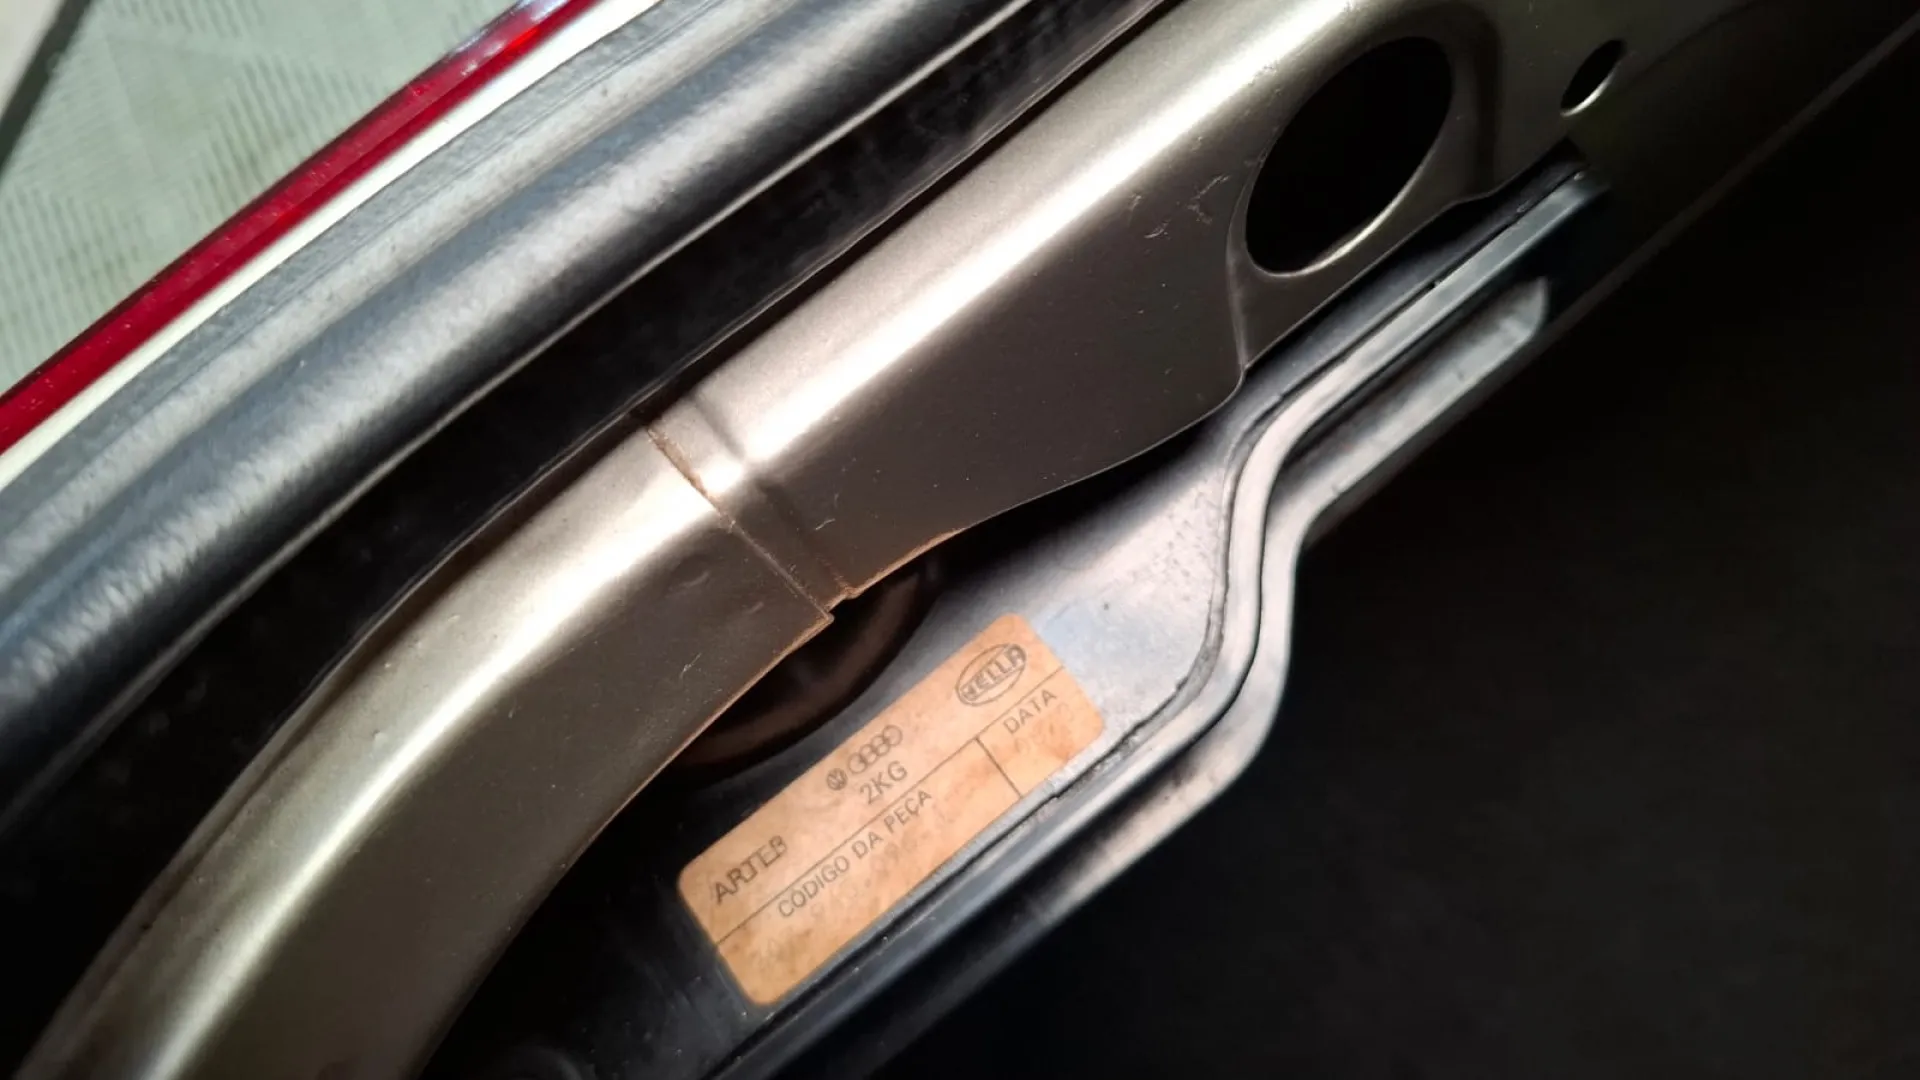 HELLA
ARTEB
2KG
DATA
CÓDIGO DA PEÇA